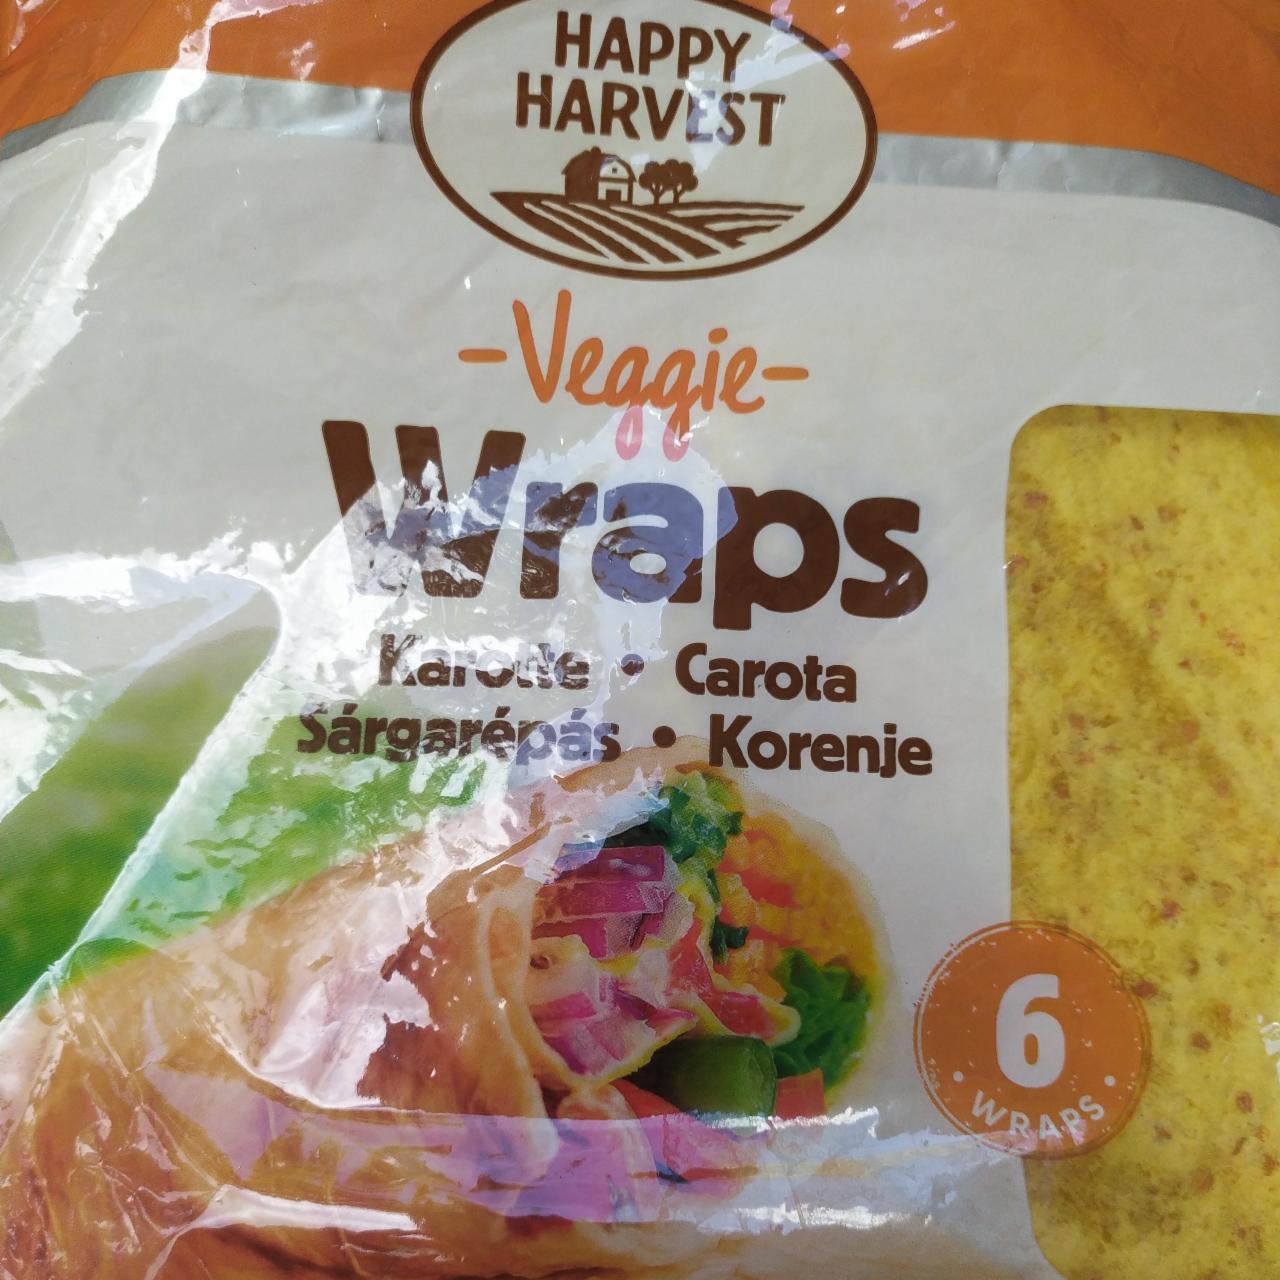 HAPPY
HARVEST
-Veggie-
Wraps
Karotte • Carota
Sárgarépás • Korenje
6
• WRAPS •